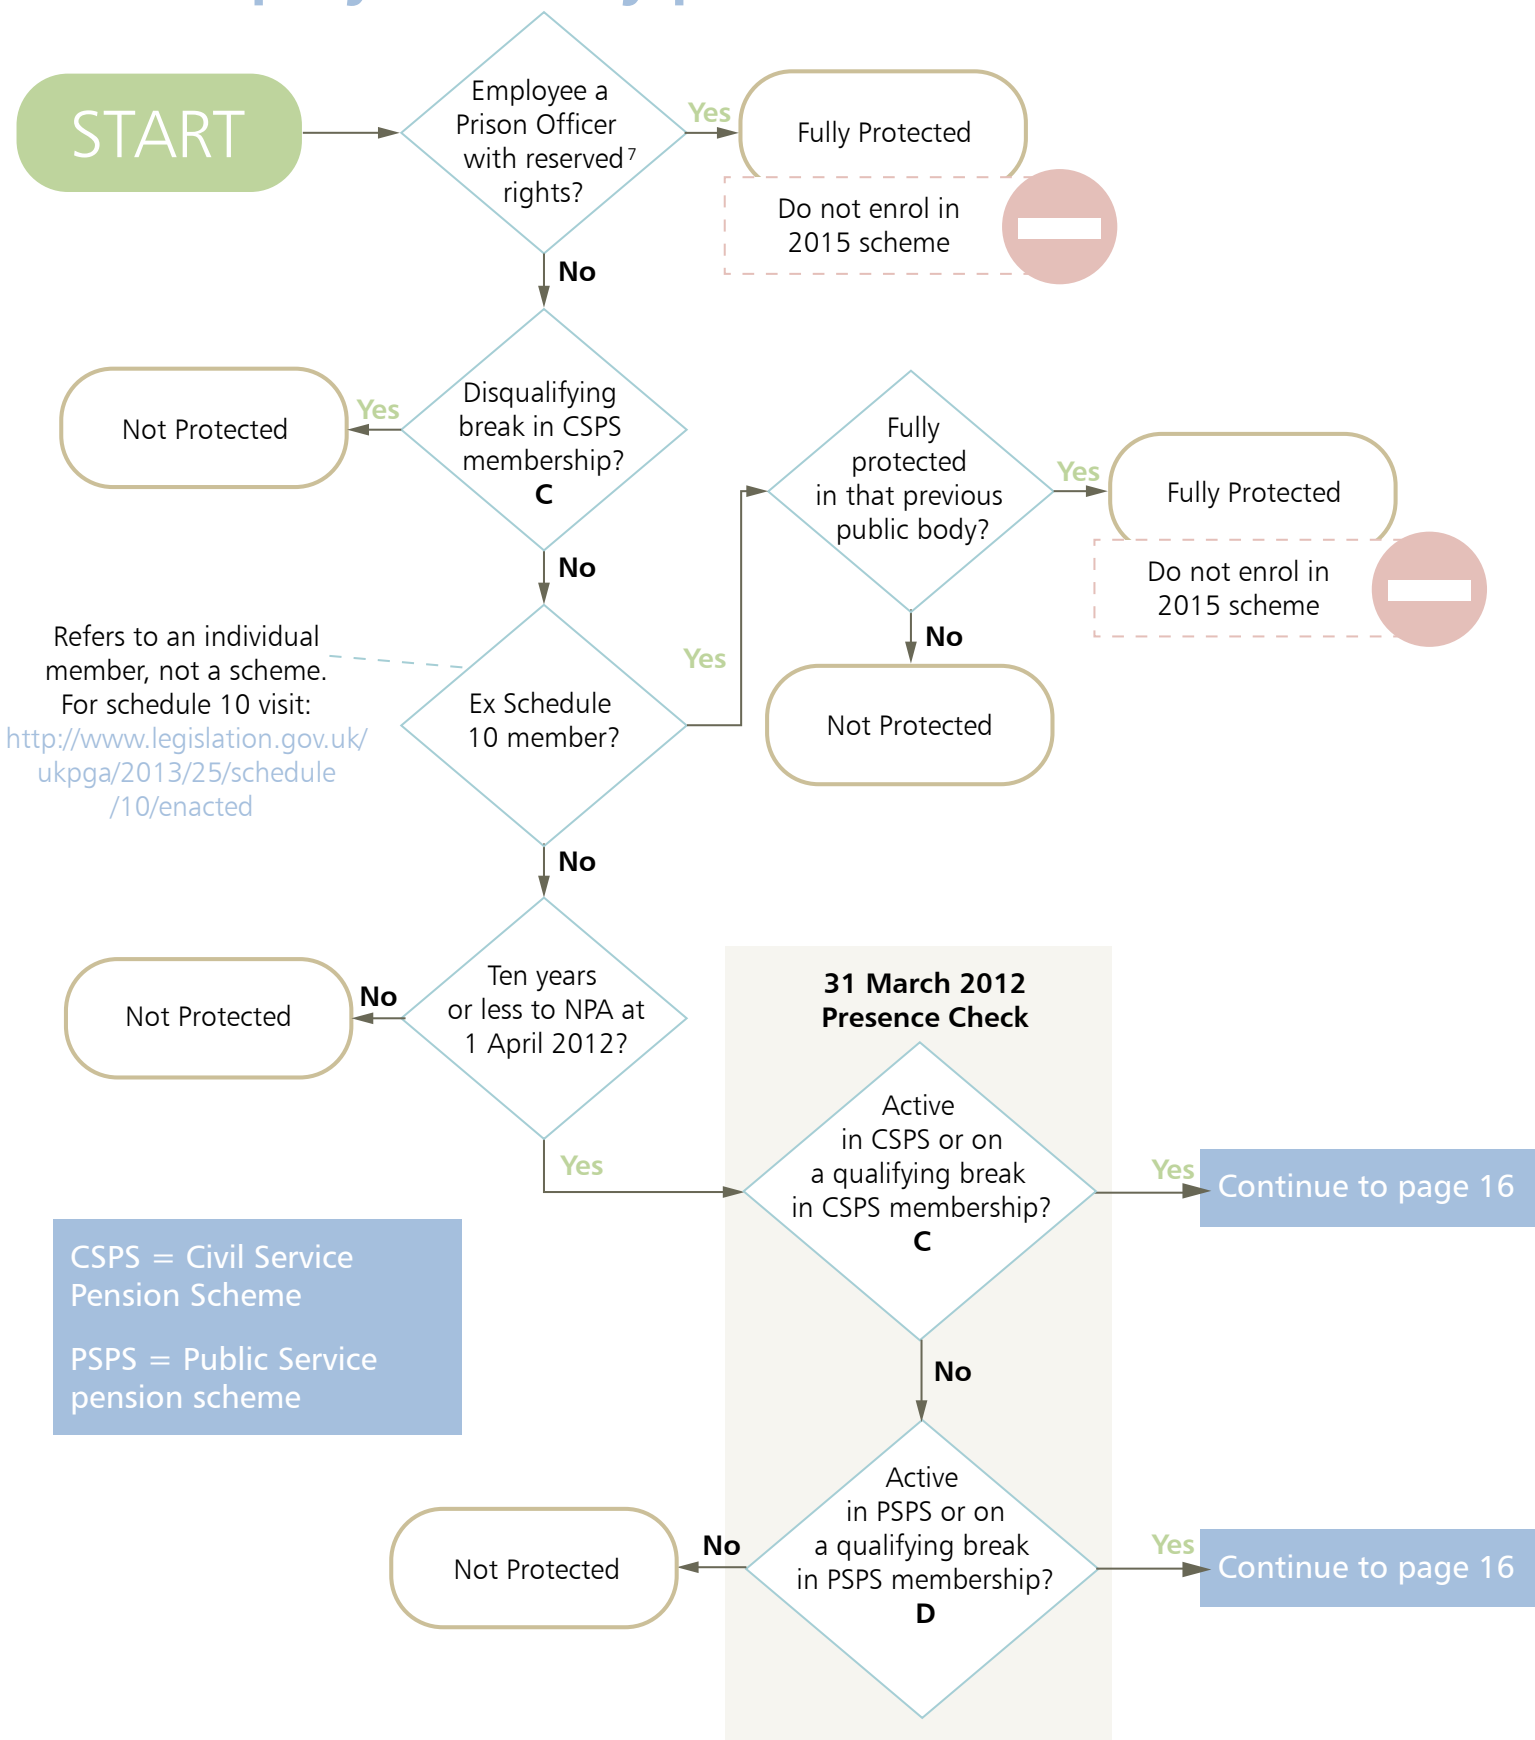 START
Employee a
Prison Officer
with reserved 7
rights?
Yes
Fully Protected
Do not enrol in
2015 scheme
No
Disqualifying
break in CSPS
membership?
C
Yes
Not Protected
No
Refers to an individual
member, not a scheme.
For schedule 10 visit:
http://www.legislation.gov.uk/
ukpga/2013/25/schedule
/10/enacted
Ex Schedule
10 member?
Yes
Fully
protected
in that previous
public body?
Yes
Fully Protected
Do not enrol in
2015 scheme
No
Not Protected
No
Ten years
or less to NPA at
1 April 2012?
No
Not Protected
Yes
31 March 2012
Presence Check
Active
in CSPS or on
a qualifying break
in CSPS membership?
C
Yes
Continue to page 16
No
Active
in PSPS or on
a qualifying break
in PSPS membership?
D
Yes
Continue to page 16
No
Not Protected
CSPS = Civil Service
Pension Scheme
PSPS = Public Service
pension scheme